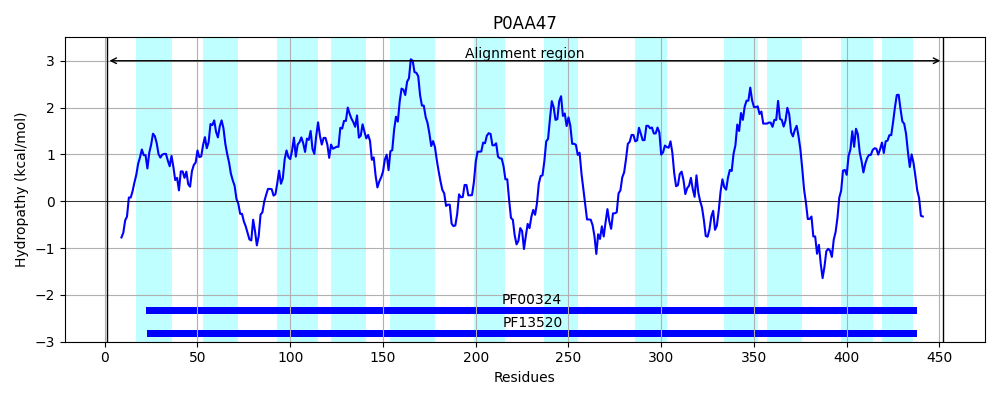 P0AA47
Alignment region
3
2
1
0
−1
−2
−3
Hydropathy (kcal/mol)
PF00324
PF13520
0 50 100 150 200 250 300 350 400 450
Residues